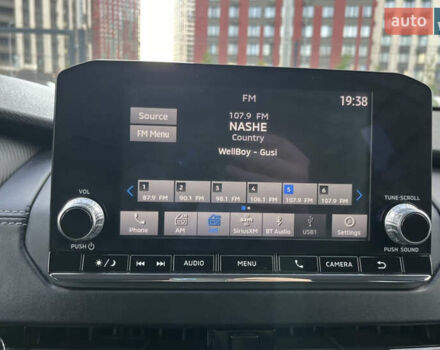 auto
FM
19:38
Source
FM Menu
107.9 FM
NASHE
Country
WellBoy - Gusi
1 2 3 4 5 6
87.9 FM 90.1 FM 98.1 FM 106.1 FM 107.9 FM 107.9 FM
VOL
PUSH
TUNE·SCROLL
PUSH SOUND
Phone AM FM SiriusXM BT Audio USB1 Settings
AUDIO MENU CAMERA